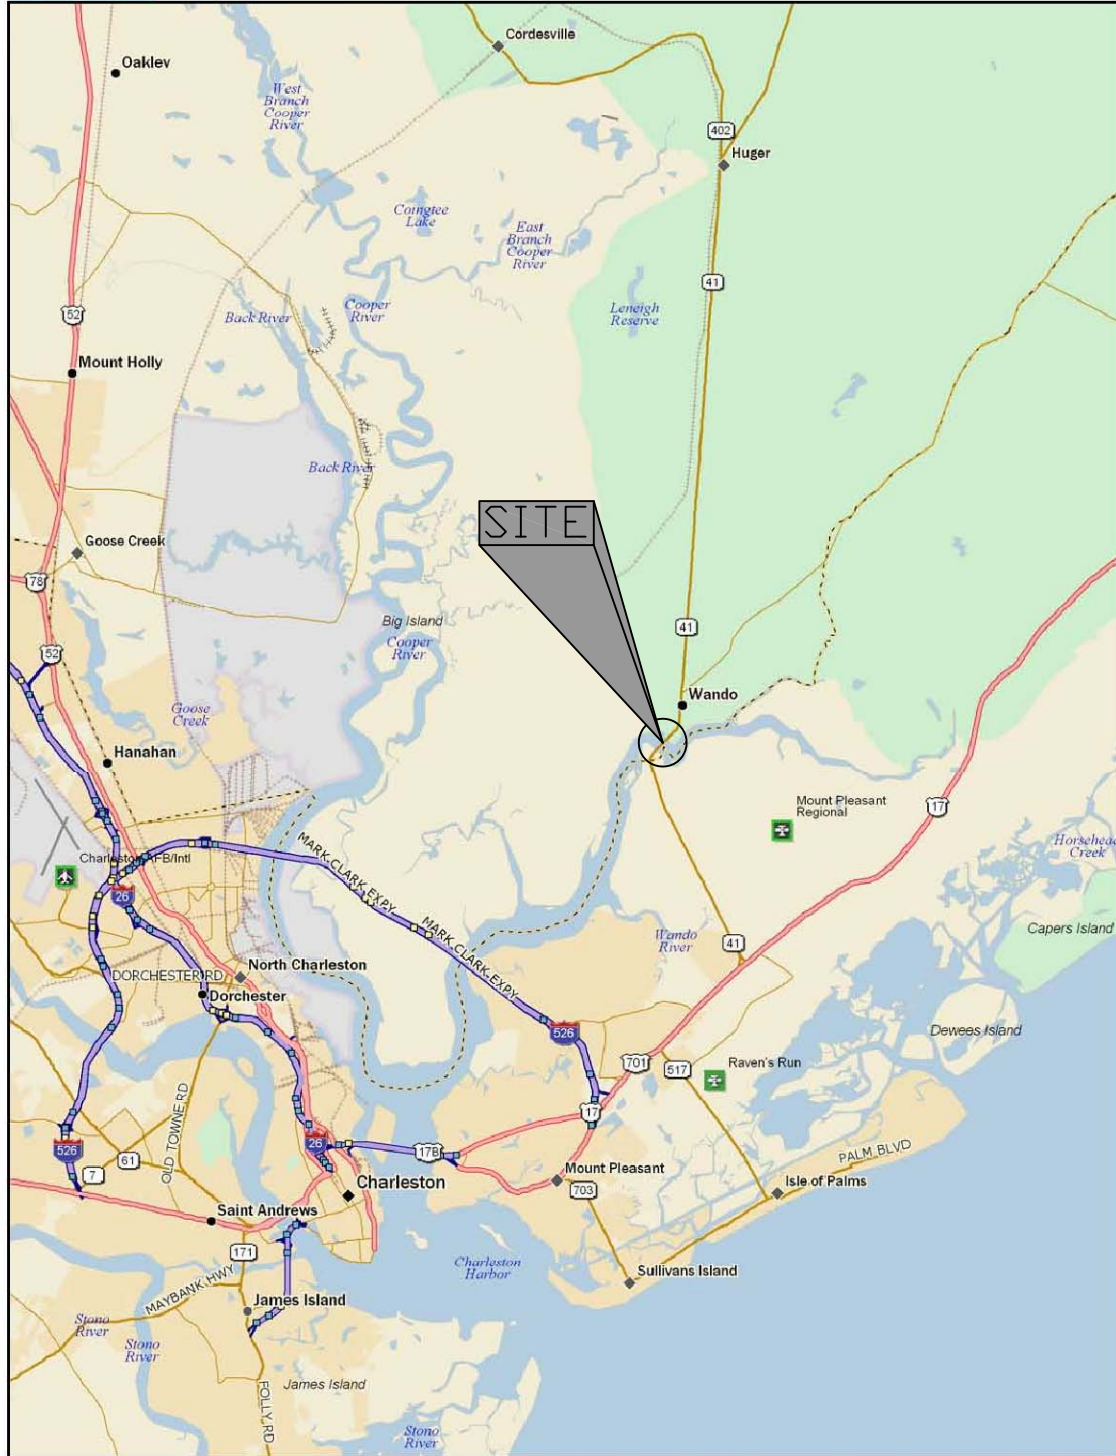 Cordesville
Oaklev
West
Branch
Cooper
River
402
Huger
Coingtee
Lake
East
Branch
Cooper
River
41
Leneigh
Reserve
Cooper
River
Back River
52
Mount Holly
Back River
SITE
Goose Creek
78
Big Island
Cooper
River
41
52
Wando
Goose
Creek
Hanahan
Mount Pleasant
Regional
17
Horsehead
Creek
MARK CLARK EXPY
Charleston AFB/Intl
26
MARK CLARK EXPY
Capers Island
Wando
River
41
North Charleston
DORCHESTER RD
Dorchester
Dewees Island
526
701
517
Raven's Run
OLD TOWNE RD
17
26
17B
526
61
7
PALM BLVD
Mount Pleasant
703
Charleston
Isle of Palms
Saint Andrews
171
Charleston
Harbor
Sullivans Island
MAYBANK HWY
James Island
Stono
River
Stono
River
James Island
FOLLY RD
Stono
River